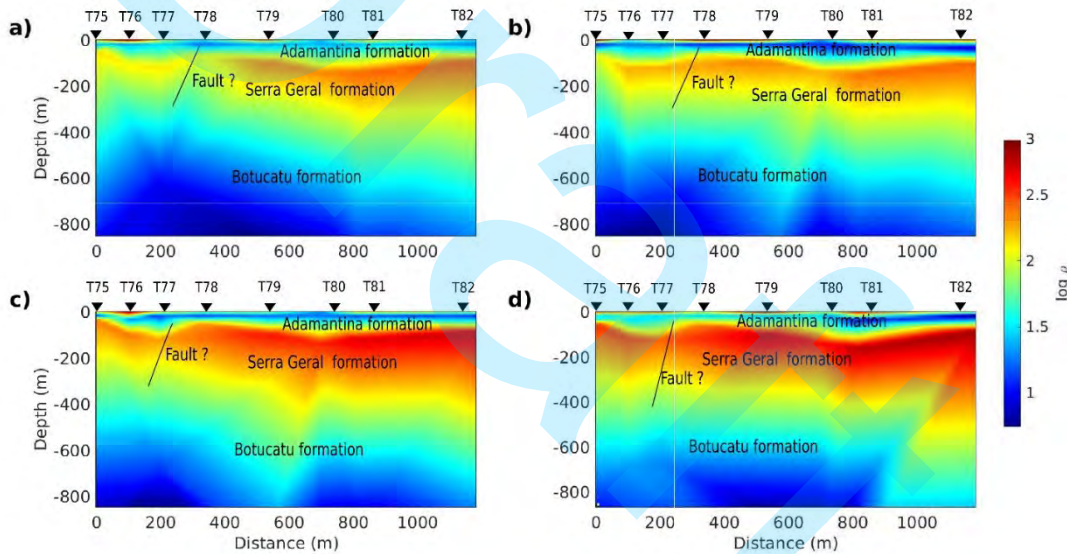 T75 T76 T77 T78 T79 T80 T81 T82
T75 T76 T77 T78 T79 T80 T81 T82
a)
b)
0
-200
-400
-600
-800
Depth (m)
Adamantina formation
Fault ?
Serra Geral formation
Botucatu formation
0 200 400 600 800 1000
0
-200
-400
-600
-800
Adamantina formation
Fault ?
Serra Geral formation
Botucatu formation
0 200 400 600 800 1000
T75 T76 T77 T78 T79 T80 T81 T82
T75 T76 T77 T78 T79 T80 T81 T82
c)
d)
0
-200
-400
-600
-800
Depth (m)
Adamantina formation
Fault ?
Serra Geral formation
Botucatu formation
0 200 400 600 800 1000
Distance (m)
0
-200
-400
-600
-800
Adamantina formation
Serra Geral formation
Fault ?
Botucatu formation
0 200 400 600 800 1000
Distance (m)
3
2.5
2
1.5
1
log ρ